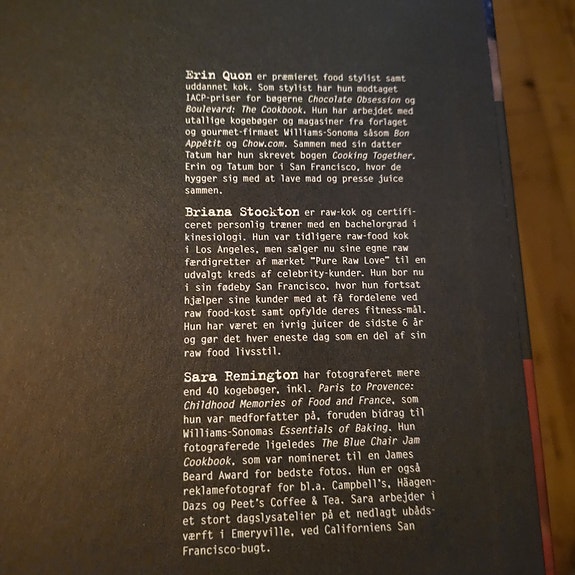 Erin Quon er præmieret food stylist samt
uddannet kok. Som stylist har hun modtaget
IACP-priser for bøgerne Chocolate Obsession og
Boulevard: The Cookbook. Hun har arbejdet med
utallige kogebøger og magasiner fra forlaget
og gourmet-firmaet Williams-Sonoma såsom Bon
Appétit og Chow.com. Sammen med sin datter
Tatum har hun skrevet bogen Cooking Together.
Erin og Tatum bor i San Francisco, hvor de
hygger sig med at lave mad og presse juice
sammen.
Briana Stockton er raw-kok og certifi-
ceret personlig træner med en bachelorgrad i
kinesiologi. Hun var tidligere raw-food kok
i Los Angeles, men sælger nu sine egne raw
færdigretter af mærket "Pure Raw Love" til en
udvalgt kreds af celebrity-kunder. Hun bor nu
i sin fødeby San Francisco, hvor hun fortsat
hjælper sine kunder med at få fordelene ved
raw food-kost samt opfylde deres fitness-mål.
Hun har været en ivrig juicer de sidste 6 år
og gør det hver eneste dag som en del af sin
raw food livsstil.
Sara Remington har fotograferet mere
end 40 kogebøger, inkl. Paris to Provence:
Childhood Memories of Food and France, som
hun var medforfatter på, foruden bidrag til
Williams-Sonomas Essentials of Baking. Hun
fotograferede ligeledes The Blue Chair Jam
Cookbook, som var nomineret til en James
Beard Award for bedste fotos. Hun er også
reklamefotograf for bl.a. Campbell's, Häagen-
Dazs og Peet's Coffee & Tea. Sara arbejder i
et stort dagslysatelier på et nedlagt ubåds-
værft i Emeryville, ved Californiens San
Francisco-bugt.